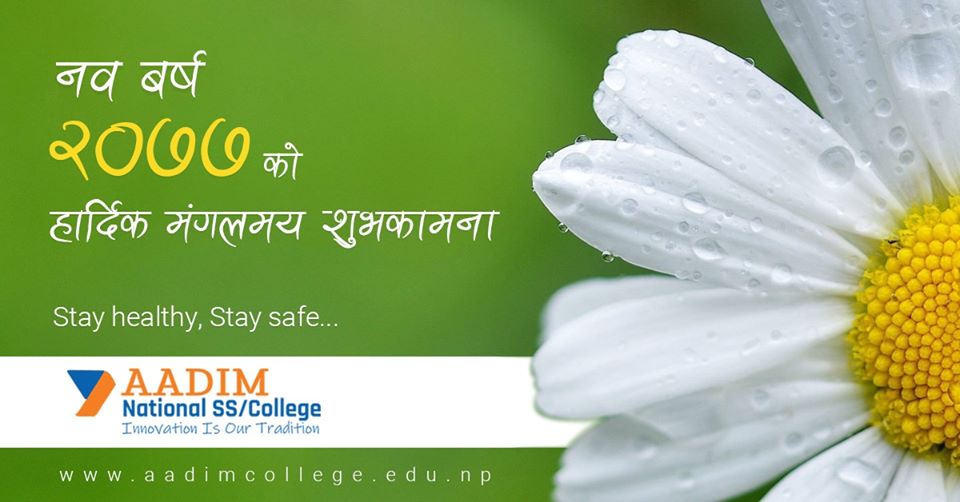 नव बर्ष
२०७७ को
हार्दिक मंगलमय शुभकामना
Stay healthy, Stay safe...
AADIM
National SS/College
Innovation Is Our Tradition
www.aadimcollege.edu.np